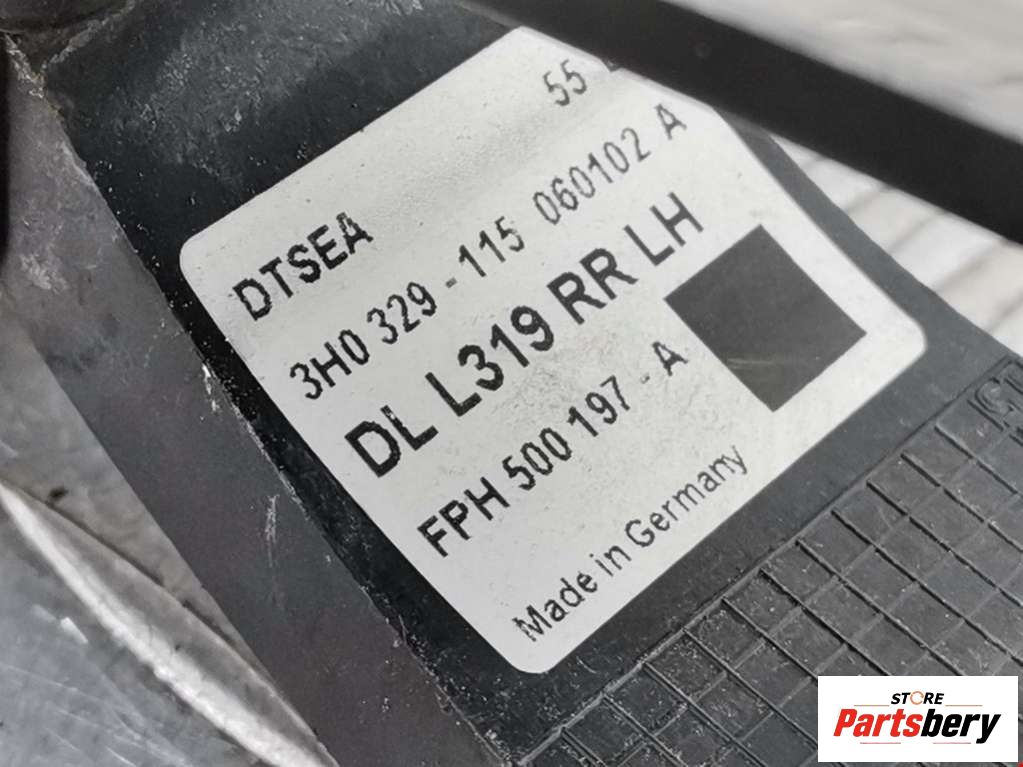 55
DTSEA
3H0 329 - 115 060102 A
DL L319 RR LH
FPH 500 197 - A
Made in Germany
STORE
Partsbery